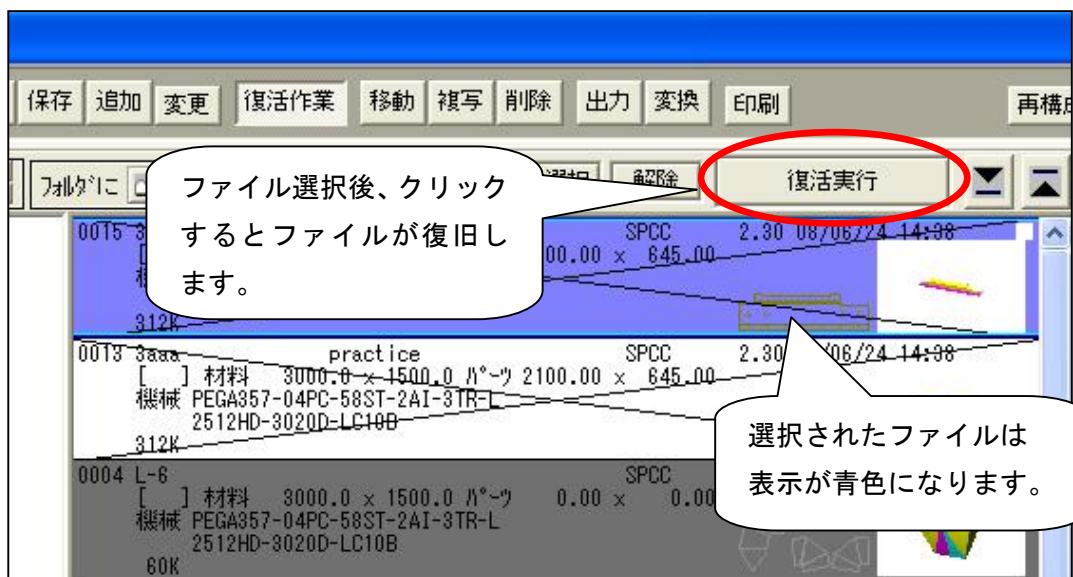 保存 追加 変更 復活作業 移動 複写 削除 出力 変換 印刷 再構
ﾌｫﾙﾀﾞに 解除 復活実行
ファイル選択後、クリック
するとファイルが復旧し
ます。
0015 3 SPCC 2.30 08/06/24 14:38
00.00 × 645.00
312K
0013 3aaa practice SPCC 2.30 /06/24 14:38
[ ] 材料 3000.0 × 1500.0 ﾊﾟｰﾂ 2100.00 × 645.00
機械 PEGA357-04PC-58ST-2AI-3TR-L
2512HD-3020D-LC10B
312K
選択されたファイルは
表示が青色になります。
0004 L-6 SPCC
[ ] 材料 3000.0 × 1500.0 ﾊﾟｰﾂ 0.00 × 0.00
機械 PEGA357-04PC-58ST-2AI-3TR-L
2512HD-3020D-LC10B
60K